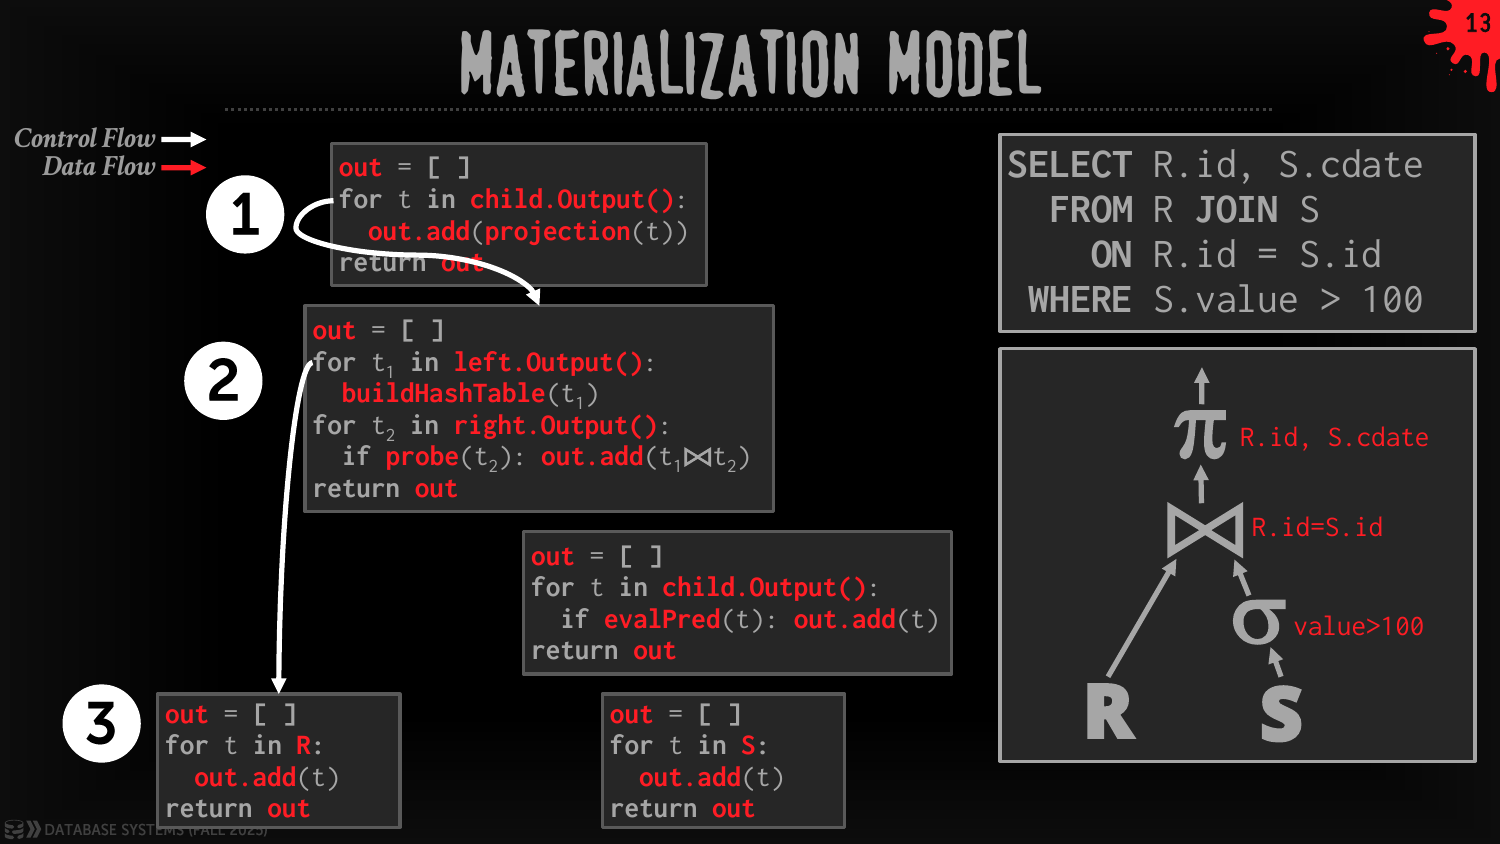 13
MATERIALIZATION MODEL
Control Flow
Data Flow
1
out = [ ]
for t in child.Output():
out.add(projection(t))
return out
2
out = [ ]
for t1 in left.Output():
buildHashTable(t1)
for t2 in right.Output():
if probe(t2): out.add(t1⋈t2)
return out
out = [ ]
for t in child.Output():
if evalPred(t): out.add(t)
return out
3
out = [ ]
for t in R:
out.add(t)
return out
out = [ ]
for t in S:
out.add(t)
return out
SELECT R.id, S.cdate
FROM R JOIN S
ON R.id = S.id
WHERE S.value > 100
π R.id, S.cdate
⋈ R.id=S.id
σ value>100
R S
DATABASE SYSTEMS (FALL 2025)